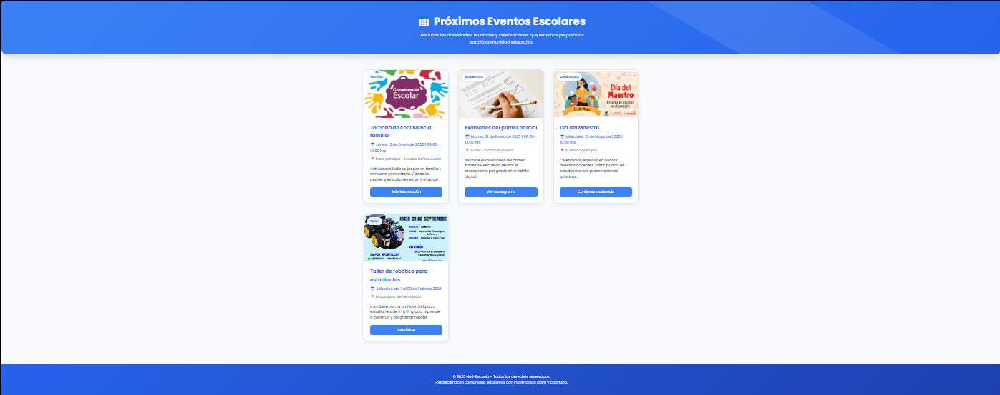 Próximos Eventos Escolares
Descubre las actividades, reuniones y celebraciones que tenemos preparadas
para la comunidad educativa.
Familiar
Convivencia
Escolar
Jornada de convivencia
familiar
Lunes, 13 de Enero de 2025 | 09:00 -
14:00 hrs
Patio principal - Escuela Benito Juárez
Actividades lúdicas, juegos en familia y
almuerzo comunitario. ¡Todos los
padres y estudiantes están invitados!
Más información
Académico
Exámenes del primer parcial
Martes, 21 de Enero de 2025 | 08:00 -
12:00 hrs
Aulas - Todos los grados
Inicio de evaluaciones del primer
trimestre. Recuerda revisar el
cronograma por grado en el tablón
digital.
Ver cronograma
Celebración
Día del
Maestro
Enseñar es escribir
en el corazón
15 de Mayo
Día del Maestro
Miércoles, 15 de Mayo de 2025 |
10:00 hrs
Auditorio principal
Celebración especial en honor a
nuestros docentes. Participación de
estudiantes con presentaciones
artísticas.
Confirmar asistencia
Taller
INICIO 22 DE SEPTIEMBRE
INVERSIÓN
MAYOR INFORMACIÓN
Taller de robótica para
estudiantes
Sábados, del 1 al 22 de Febrero 2025
Laboratorio de Tecnología
Inscríbete con tu profesor. Dirigido a
estudiantes de 4° a 6° grado. ¡Aprende
a construir y programar robots!
Inscribirse
© 2025 Noti-Escuela - Todos los derechos reservados
Fortaleciendo la comunidad educativa con información clara y oportuna.